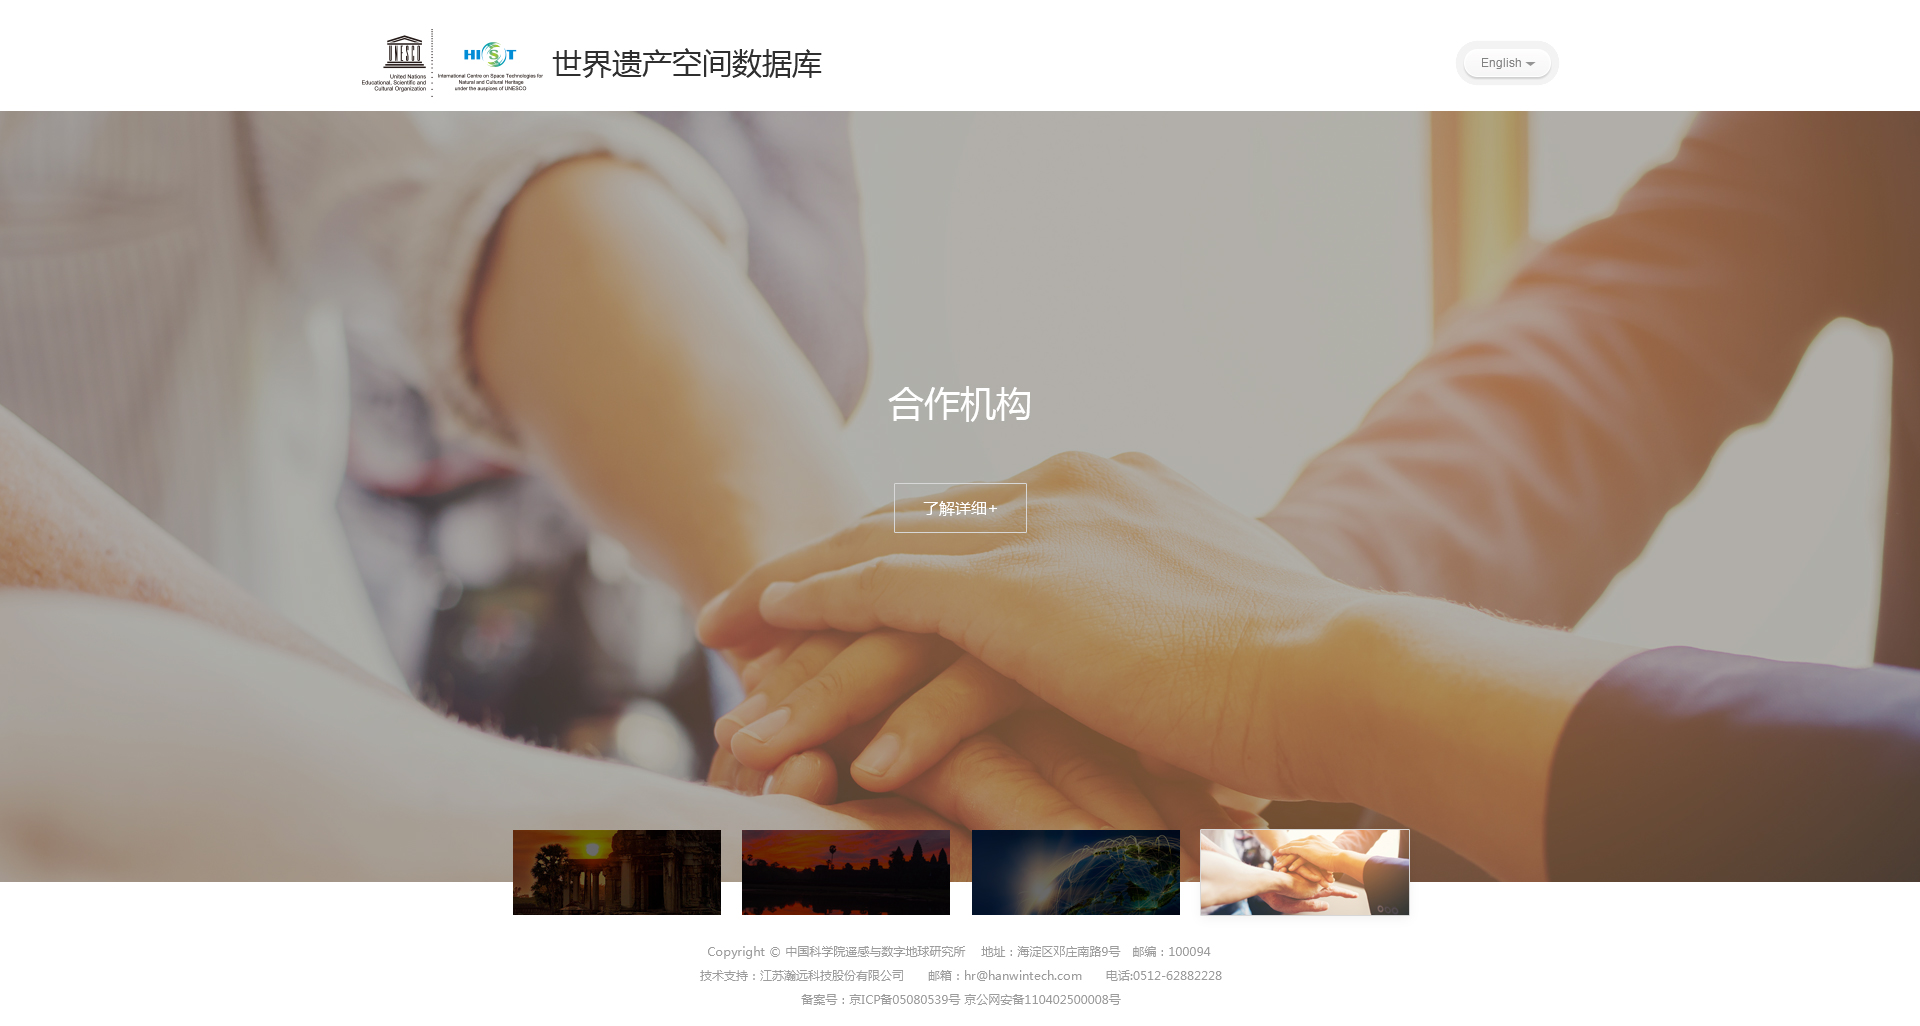 UNESCO
United Nations
Educational, Scientific and
Cultural Organization
HIST
International Centre on Space Technologies for
Natural and Cultural Heritage
under the auspices of UNESCO
世界遗产空间数据库
English
合作机构
了解详细+
Copyright © 中国科学院遥感与数字地球研究所 地址：海淀区邓庄南路9号 邮编：100094
技术支持：江苏瀚远科技股份有限公司 邮箱：hr@hanwintech.com 电话:0512-62882228
备案号：京ICP备05080539号 京公网安备110402500008号